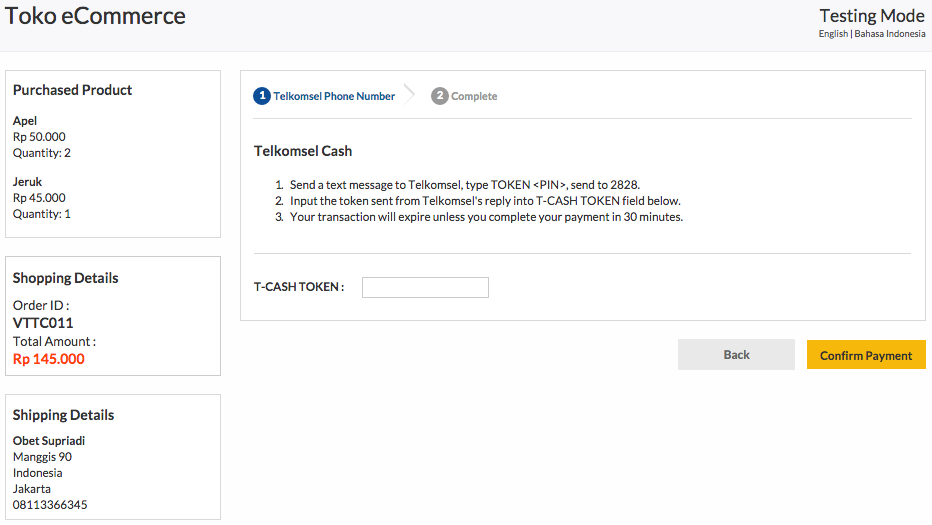 Toko eCommerce
Testing Mode
English | Bahasa Indonesia
Purchased Product
Apel
Rp 50.000
Quantity: 2
Jeruk
Rp 45.000
Quantity: 1
Shopping Details
Order ID :
VTTC011
Total Amount :
Rp 145.000
Shipping Details
Obet Supriadi
Manggis 90
Indonesia
Jakarta
08113366345
1 Telkomsel Phone Number
2 Complete
Telkomsel Cash
1. Send a text message to Telkomsel, type TOKEN <PIN>, send to 2828.
2. Input the token sent from Telkomsel's reply into T-CASH TOKEN field below.
3. Your transaction will expire unless you complete your payment in 30 minutes.
T-CASH TOKEN :
Back
Confirm Payment